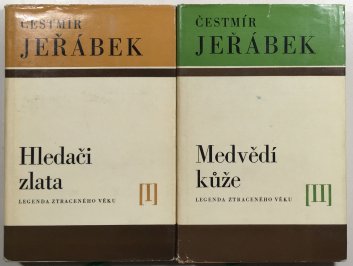 ČESTMÍR
JEŘÁBEK
Hledači
zlata
LEGENDA ZTRACENÉHO VĚKU
[I]
ČESTMÍR
JEŘÁBEK
Medvědí
kůže
LEGENDA ZTRACENÉHO VĚKU
[II]